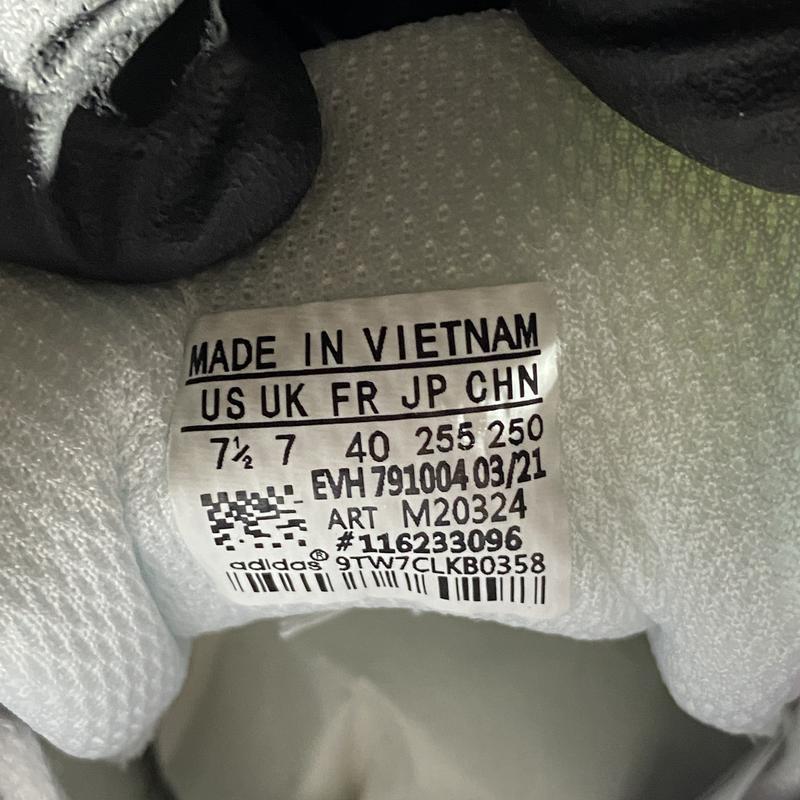 MADE IN VIETNAM
US UK FR JP CHN
7½ 7 40 255 250
EVH 791004 03/21
ART M20324
#116233096
adidas® 9TW7CLKB0358